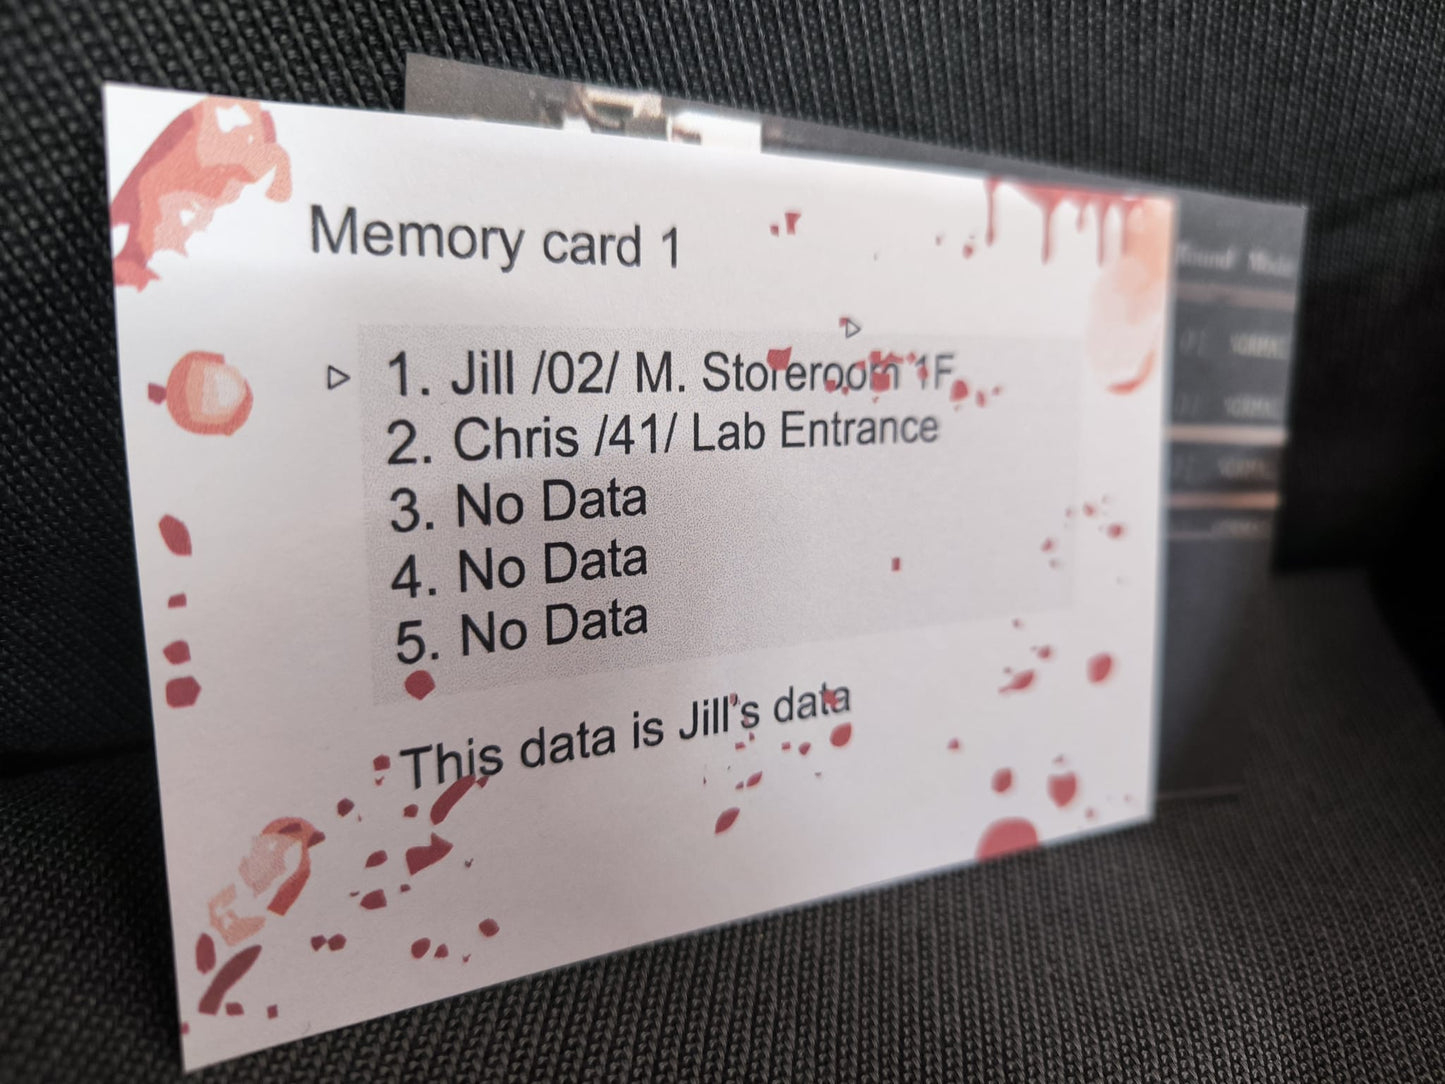 Memory card 1
▷ 1. Jill /02/ M. Storeroom 1F
2. Chris /41/ Lab Entrance
3. No Data
4. No Data
5. No Data
This data is Jill's data